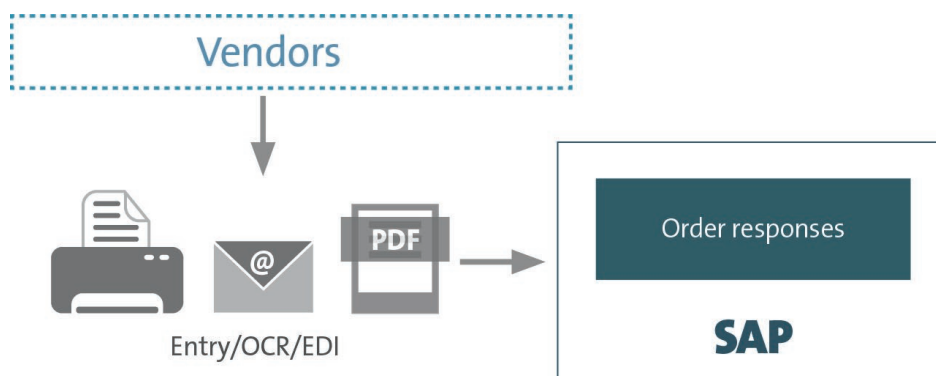 Vendors
@
PDF
Entry/OCR/EDI
Order responses
SAP